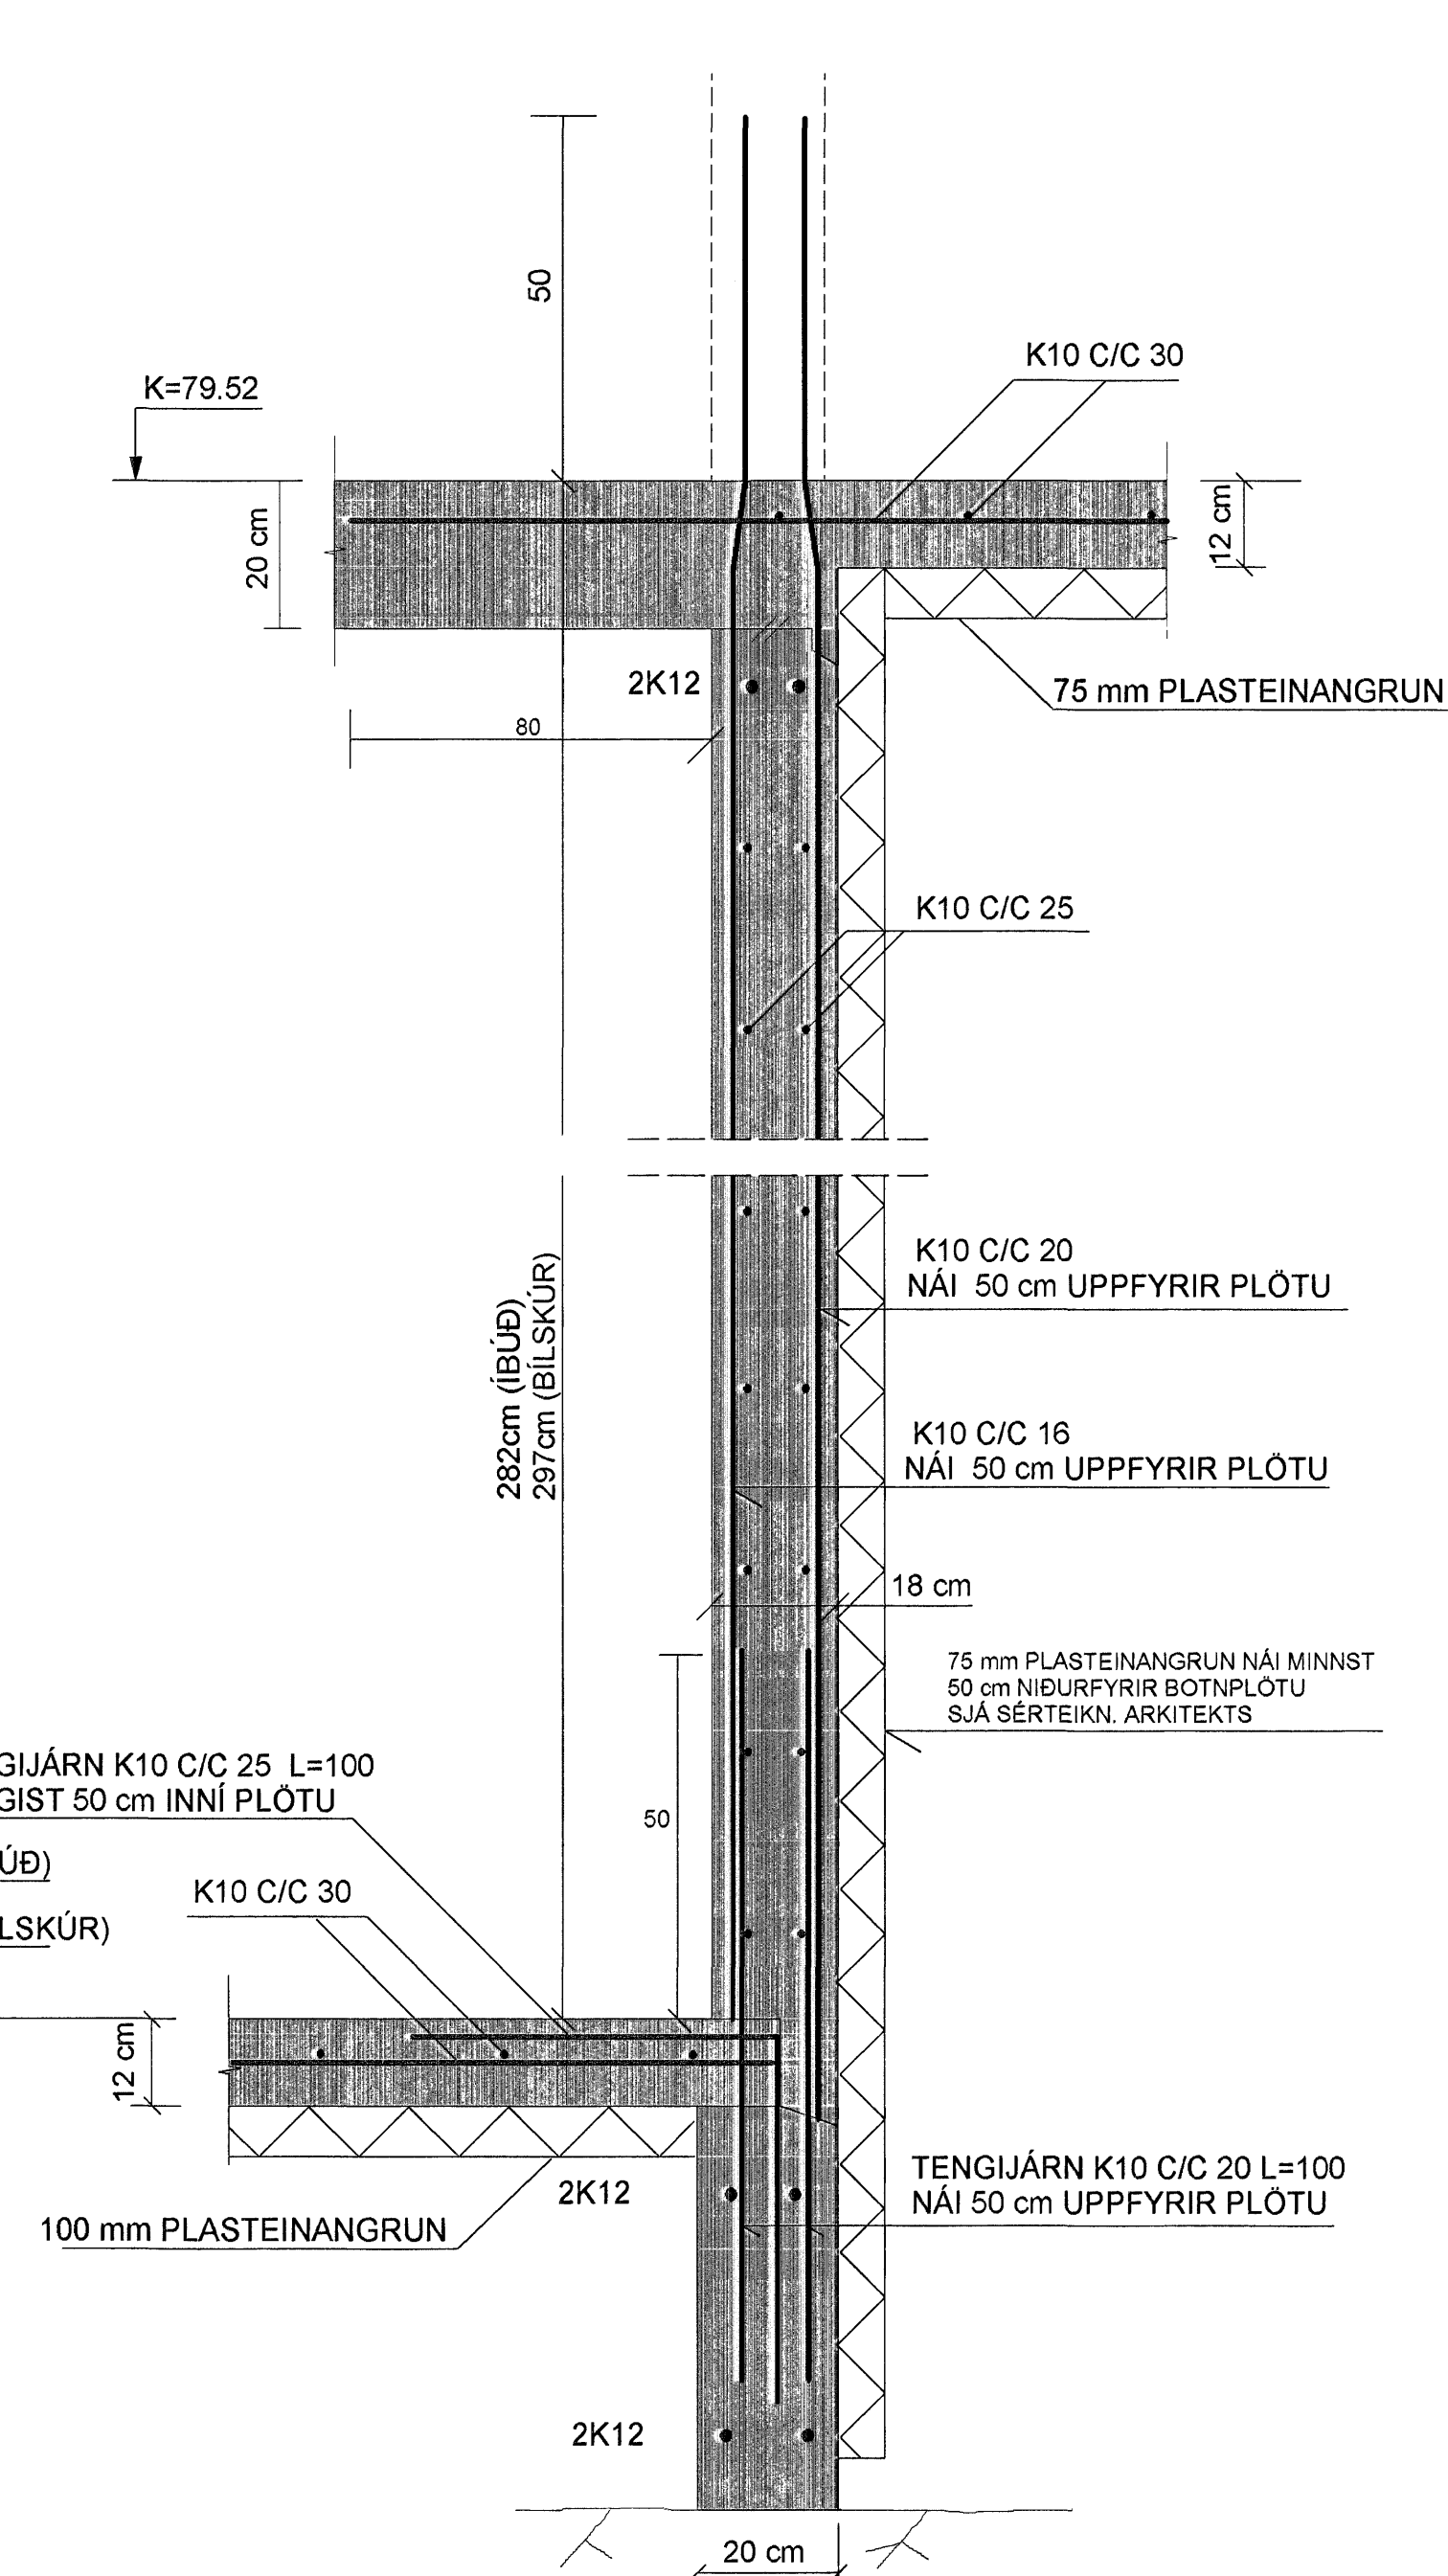 50
K10 C/C 30
K=79.52
20 cm
12 cm
2K12
75 mm PLASTEINANGRUN
80
K10 C/C 25
K10 C/C 20
NÁI 50 cm UPPFYRIR PLÖTU
282cm (ÍBÚÐ)
297cm (BÍLSKÚR)
K10 C/C 16
NÁI 50 cm UPPFYRIR PLÖTU
18 cm
75 mm PLASTEINANGRUN NÁI MINNST
50 cm NIÐURFYRIR BOTNPLÖTU
SJÁ SÉRTEIKN. ARKITEKTS
GIJÁRN K10 C/C 25 L=100
GIST 50 cm INNÍ PLÖTU
50
ÚÐ)
K10 C/C 30
LSKÚR)
12 cm
TENGIJÁRN K10 C/C 20 L=100
NÁI 50 cm UPPFYRIR PLÖTU
2K12
100 mm PLASTEINANGRUN
2K12
20 cm